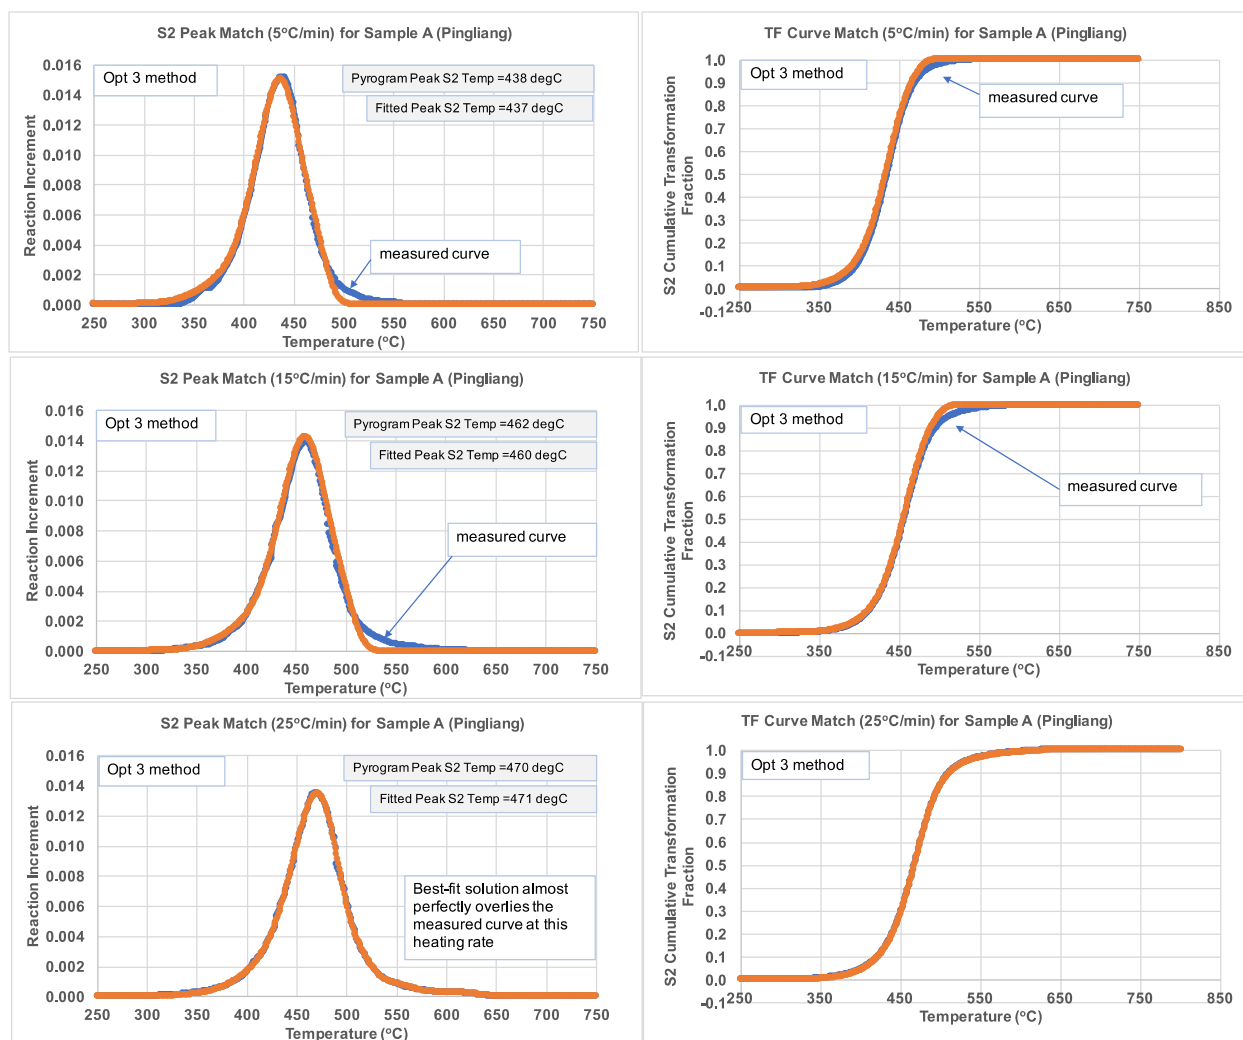 S2 Peak Match (5°C/min) for Sample A (Pingliang)
Opt 3 method
Pyrogram Peak S2 Temp =438 degC
Fitted Peak S2 Temp =437 degC
measured curve
Reaction Increment
0.016
0.014
0.012
0.010
0.008
0.006
0.004
0.002
0.000
250 300 350 400 450 500 550 600 650 700 750
Temperature (°C)
TF Curve Match (5°C/min) for Sample A (Pingliang)
Opt 3 method
measured curve
S2 Cumulative Transformation
Fraction
1.0
0.9
0.8
0.7
0.6
0.5
0.4
0.3
0.2
0.1
0.0
-0.1
250 350 450 550 650 750 850
Temperature (°C)
S2 Peak Match (15°C/min) for Sample A (Pingliang)
Opt 3 method
Pyrogram Peak S2 Temp =462 degC
Fitted Peak S2 Temp =460 degC
measured curve
Reaction Increment
0.016
0.014
0.012
0.010
0.008
0.006
0.004
0.002
0.000
250 300 350 400 450 500 550 600 650 700 750
Temperature (°C)
TF Curve Match (15°C/min) for Sample A (Pingliang)
Opt 3 method
measured curve
S2 Cumulative Transformation
Fraction
1.0
0.9
0.8
0.7
0.6
0.5
0.4
0.3
0.2
0.1
0.0
-0.1
250 350 450 550 650 750 850
Temperature (°C)
S2 Peak Match (25°C/min) for Sample A (Pingliang)
Opt 3 method
Pyrogram Peak S2 Temp =470 degC
Fitted Peak S2 Temp =471 degC
Best-fit solution almost
perfectly overlies the
measured curve at this
heating rate
Reaction Increment
0.016
0.014
0.012
0.010
0.008
0.006
0.004
0.002
0.000
250 300 350 400 450 500 550 600 650 700 750
Temperature (°C)
TF Curve Match (25°C/min) for Sample A (Pingliang)
Opt 3 method
S2 Cumulative Transformation
Fraction
1.0
0.9
0.8
0.7
0.6
0.5
0.4
0.3
0.2
0.1
0.0
-0.1
250 350 450 550 650 750 850
Temperature (°C)